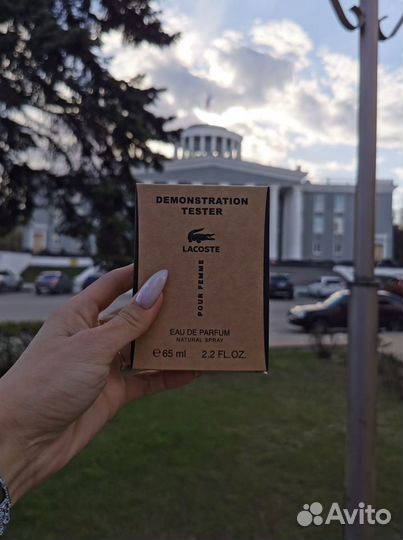 DEMONSTRATION
TESTER
LACOSTE
POUR FEMME
EAU DE PARFUM
NATURAL SPRAY
℮ 65 ml 2.2 FL.OZ.
Avito